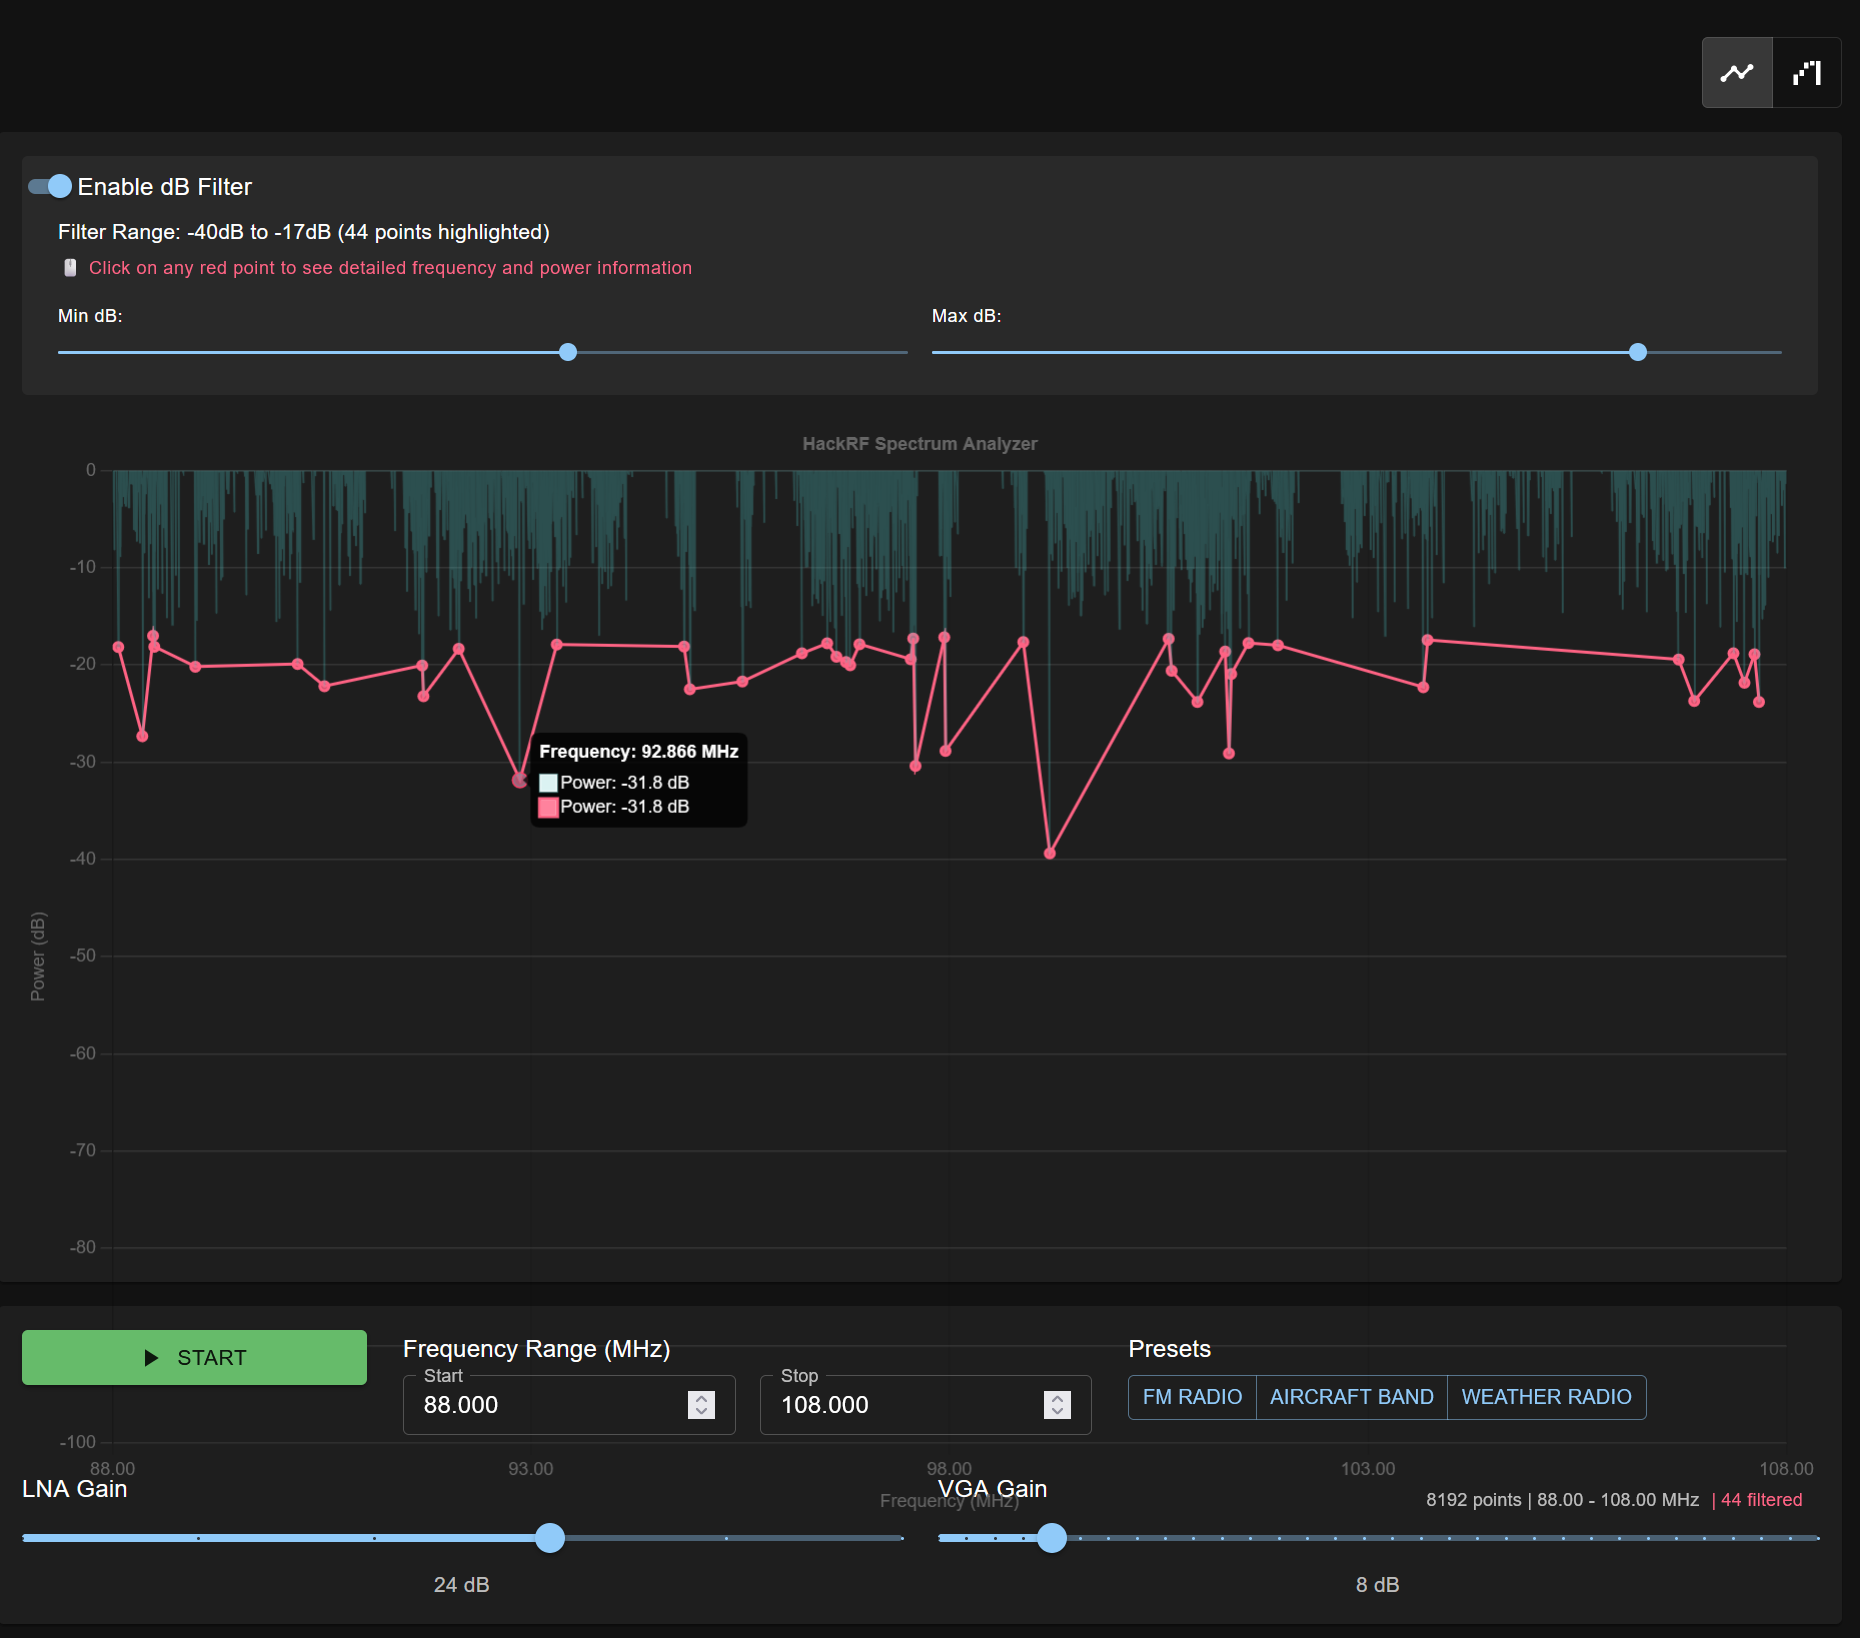 Enable dB Filter
Filter Range: -40dB to -17dB (44 points highlighted)
Click on any red point to see detailed frequency and power information
Min dB:
Max dB:
HackRF Spectrum Analyzer
0
-10
-20
-30
-40
-50
-60
-70
-80
-100
Power (dB)
Frequency: 92.866 MHz
Power: -31.8 dB
Power: -31.8 dB
START
Frequency Range (MHz)
Start
88.000
Stop
108.000
Presets
FM RADIO
AIRCRAFT BAND
WEATHER RADIO
88.00
93.00
98.00
103.00
108.00
Frequency (MHz)
LNA Gain
24 dB
VGA Gain
8 dB
8192 points | 88.00 - 108.00 MHz | 44 filtered